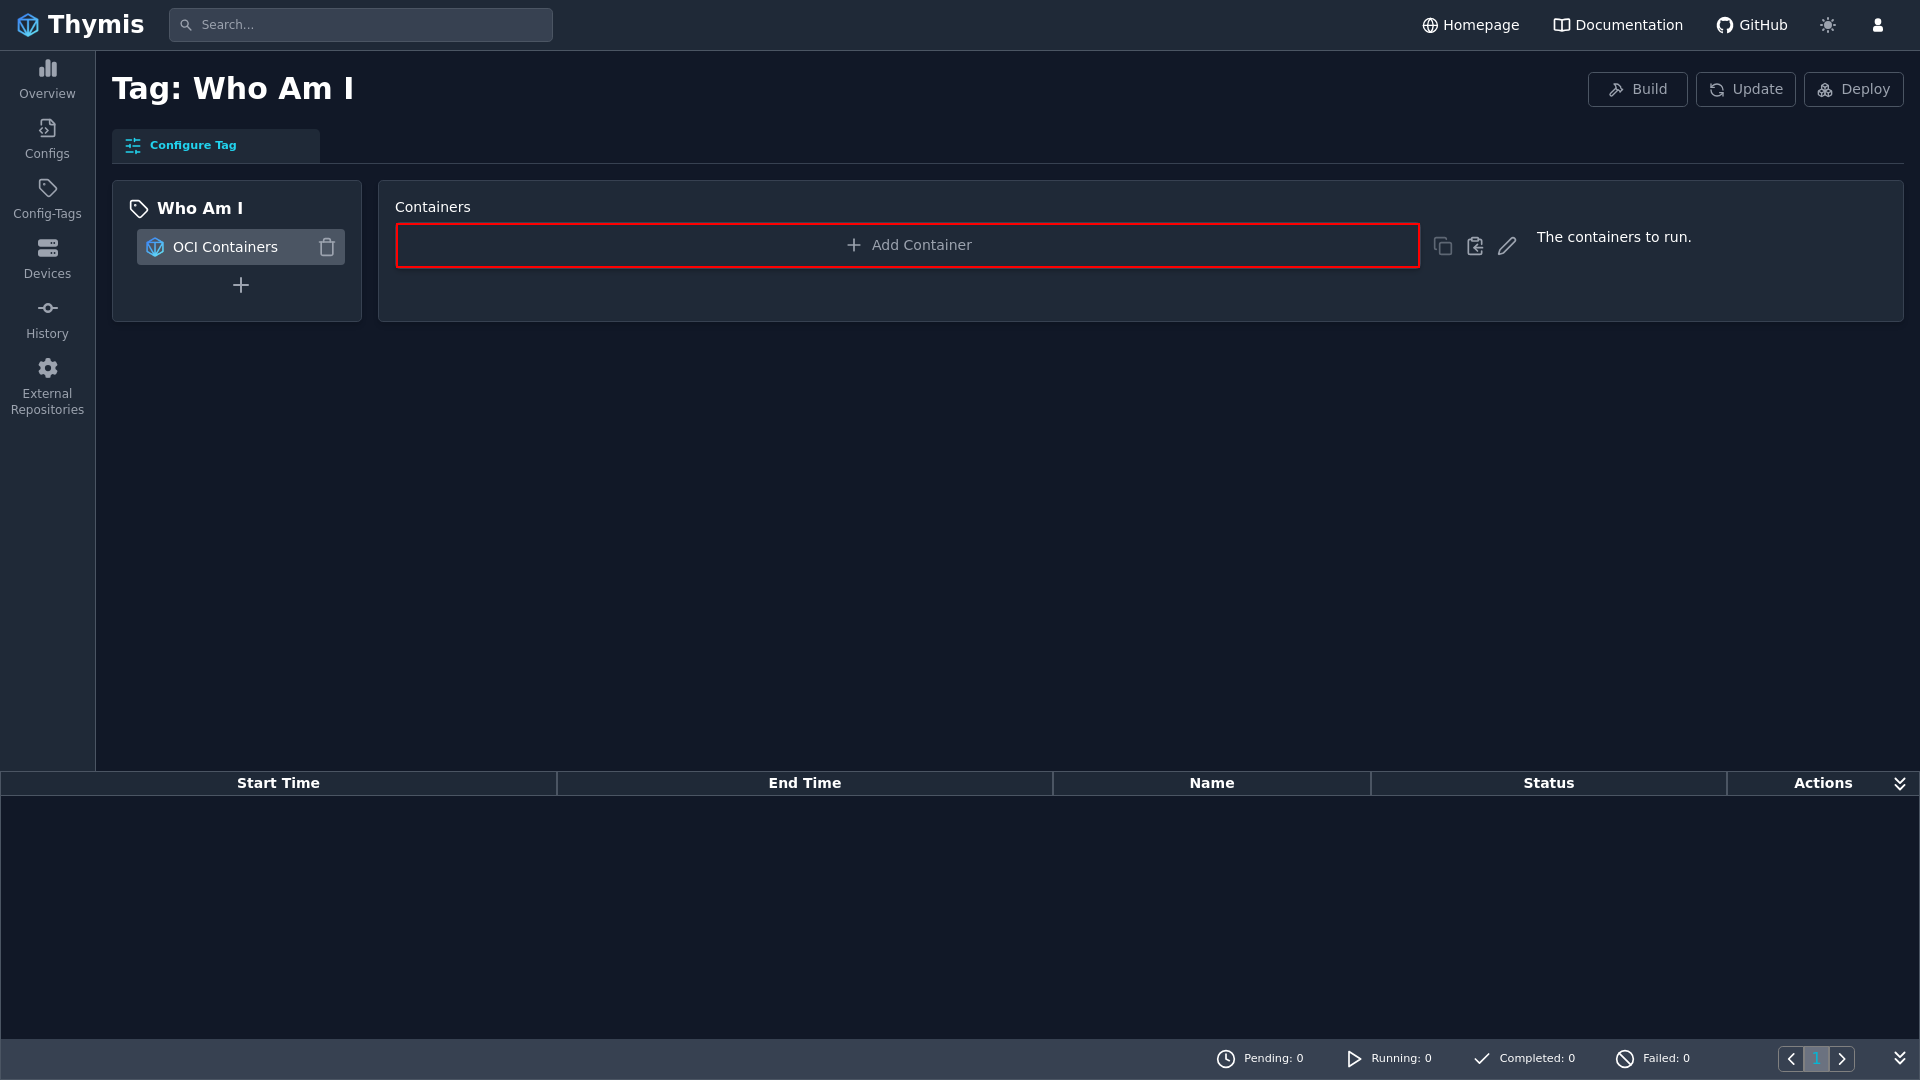 Thymis
Search...
Homepage
Documentation
GitHub
Overview
Configs
Config-Tags
Devices
History
External
Repositories
Tag: Who Am I
Build
Update
Deploy
Configure Tag
Who Am I
OCI Containers
Containers
Add Container
The containers to run.
Start Time
End Time
Name
Status
Actions
Pending: 0
Running: 0
Completed: 0
Failed: 0
1